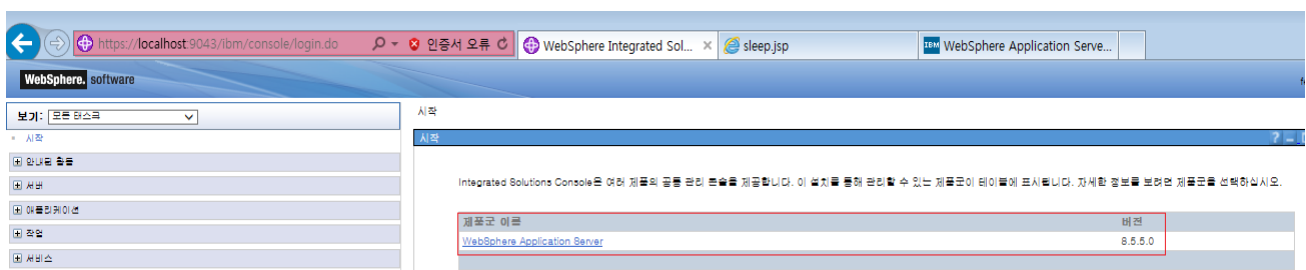 https://localhost:9043/ibm/console/login.do
인증서 오류
WebSphere Integrated Sol...
sleep.jsp
WebSphere Application Serve...
WebSphere. software
보기: 모든 태스크
시작
안내된 활동
서버
애플리케이션
작업
서비스
시작
시작
Integrated Solutions Console은 여러 제품의 공통 관리 콘솔을 제공합니다. 이 설치를 통해 관리할 수 있는 제품군이 테이블에 표시됩니다. 자세한 정보를 보려면 제품군을 선택하십시오.
제품군 이름 버전
WebSphere Application Server 8.5.5.0